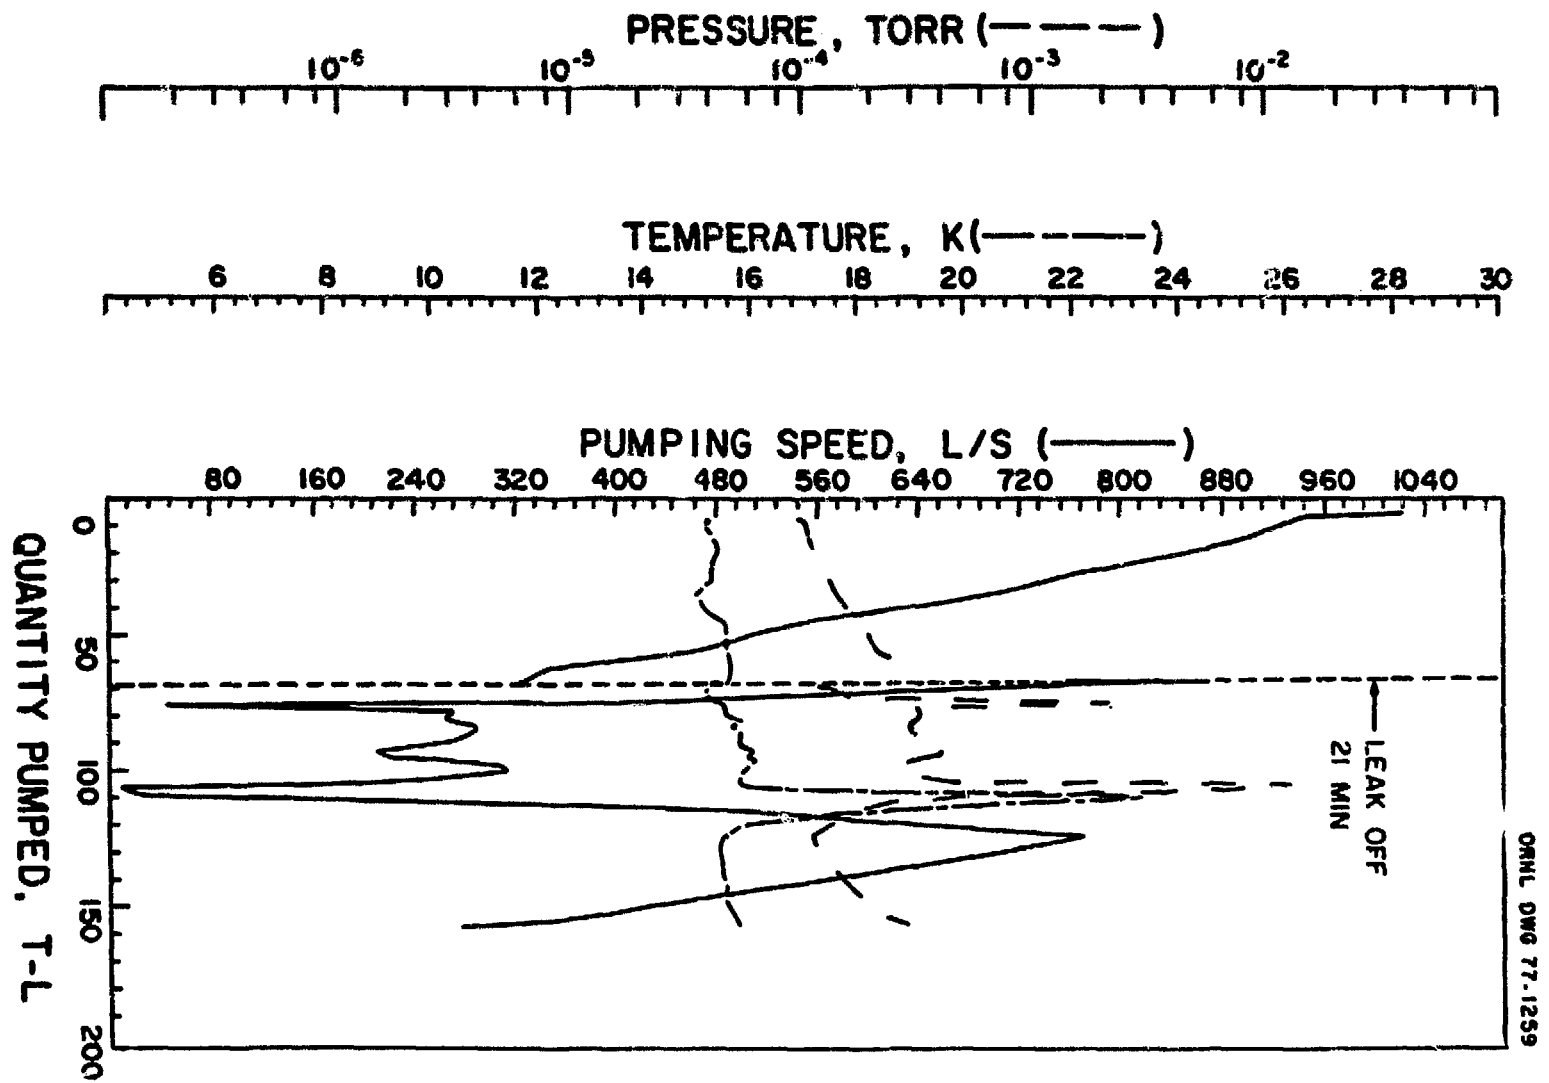 PRESSURE, TORR (— — —)
10⁻⁶ 10⁻⁵ 10⁻⁴ 10⁻³ 10⁻²
TEMPERATURE, K (— - —)
6 8 10 12 14 16 18 20 22 24 26 28 30
PUMPING SPEED, L/S (——)
80 160 240 320 400 480 560 640 720 800 880 960 1040
0
50
100
150
200
QUANTITY PUMPED, T-L
LEAK OFF
21 MIN
ORNL DWG 77-1259